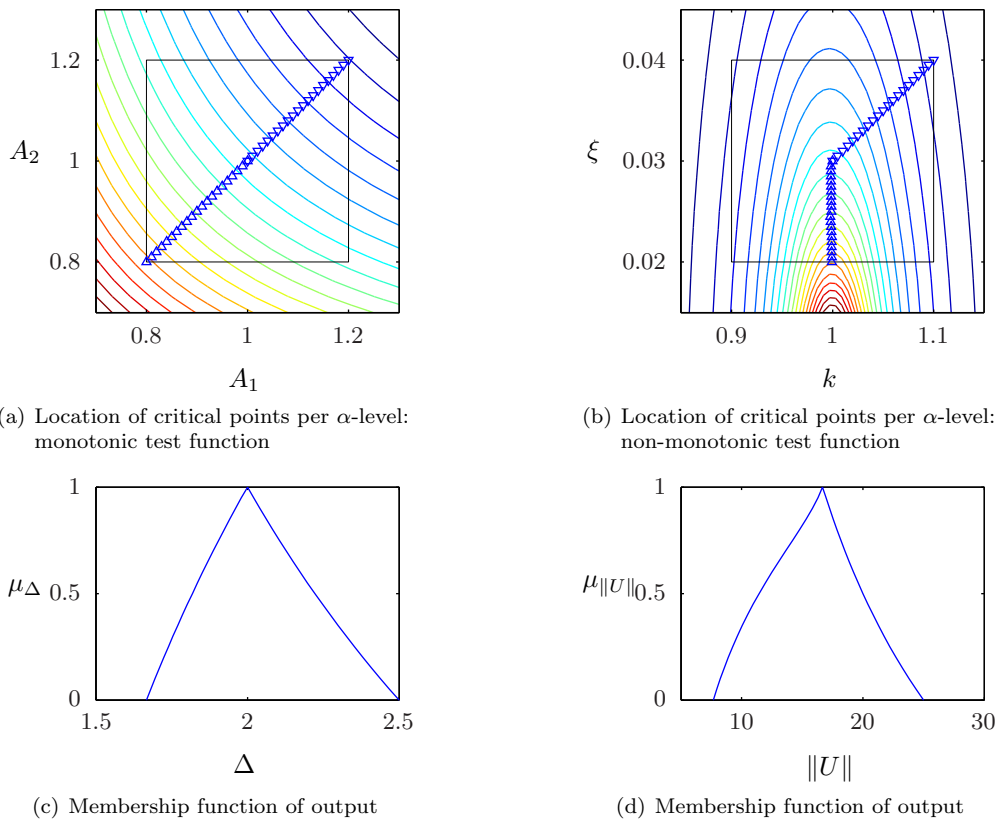 1.2
A₂
1
0.8
0.8
1
1.2
A₁
(a) Location of critical points per α-level:
monotonic test function
0.04
ξ
0.03
0.02
0.9
1
1.1
k
(b) Location of critical points per α-level:
non-monotonic test function
1
μ_Δ
0.5
0
1.5
2
2.5
Δ
(c) Membership function of output
1
μ_‖U‖
0.5
0
10
20
30
‖U‖
(d) Membership function of output